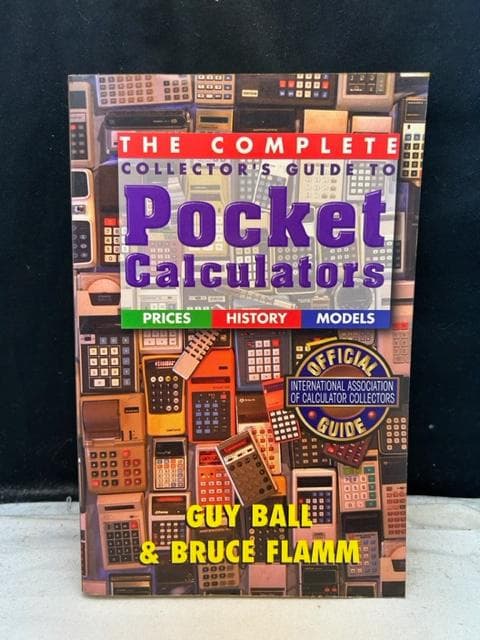 THE COMPLETE
COLLECTOR'S GUIDE TO
Pocket
Calculators
PRICES HISTORY MODELS
OFFICIAL
INTERNATIONAL ASSOCIATION
OF CALCULATOR COLLECTORS
GUIDE
GUY BALL
& BRUCE FLAMM